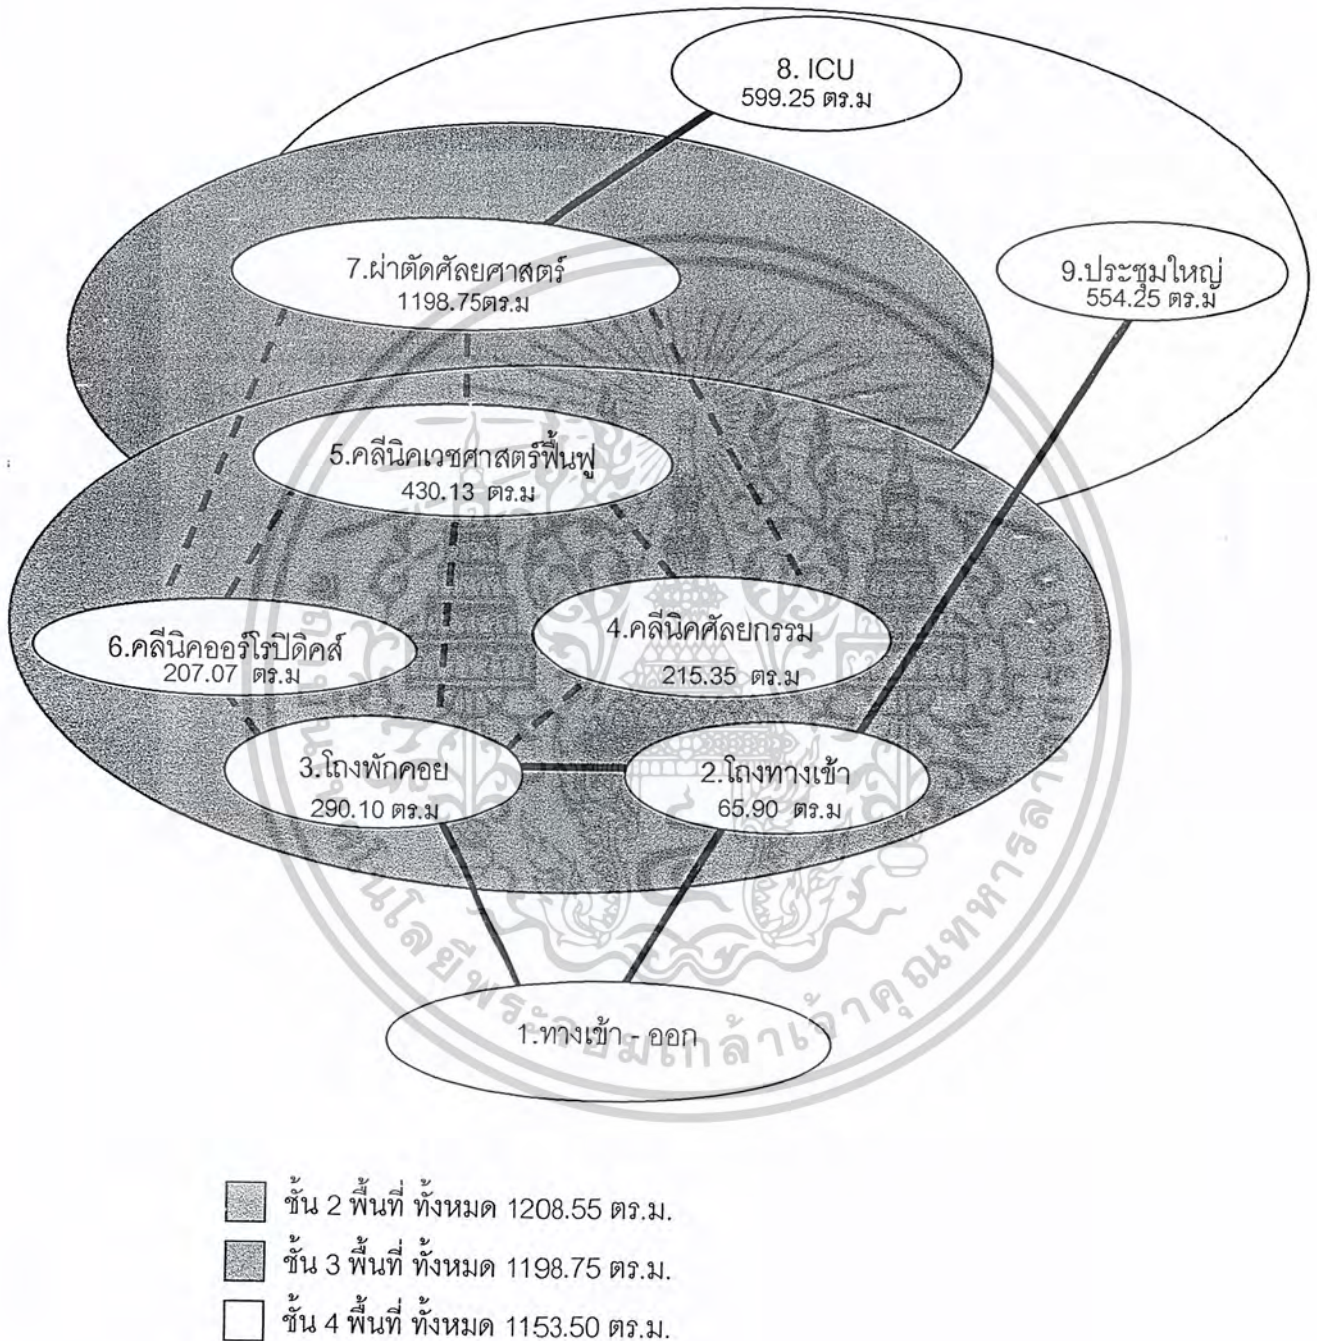 8. ICU
599.25 ตร.ม
7.ผ่าตัดศัลยศาสตร์
1198.75ตร.ม
9.ประชุมใหญ่
554.25 ตร.ม
5.คลีนิคเวชศาสตร์ฟื้นฟู
430.13 ตร.ม
6.คลีนิคออร์โรปิดิคส์
207.07 ตร.ม
4.คลีนิคศัลยกรรม
215.35 ตร.ม
3.โถงพักคอย
290.10 ตร.ม
2.โถงทางเข้า
65.90 ตร.ม
1.ทางเข้า - ออก
ชั้น 2 พื้นที่ ทั้งหมด 1208.55 ตร.ม.
ชั้น 3 พื้นที่ ทั้งหมด 1198.75 ตร.ม.
ชั้น 4 พื้นที่ ทั้งหมด 1153.50 ตร.ม.